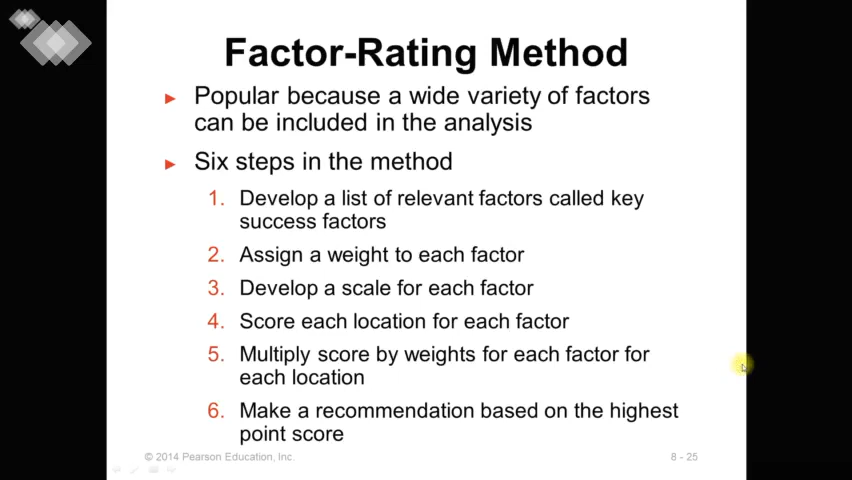 Factor-Rating Method
► Popular because a wide variety of factors
can be included in the analysis
► Six steps in the method
1. Develop a list of relevant factors called key
success factors
2. Assign a weight to each factor
3. Develop a scale for each factor
4. Score each location for each factor
5. Multiply score by weights for each factor for
each location
6. Make a recommendation based on the highest
point score
© 2014 Pearson Education, Inc.
8 - 25